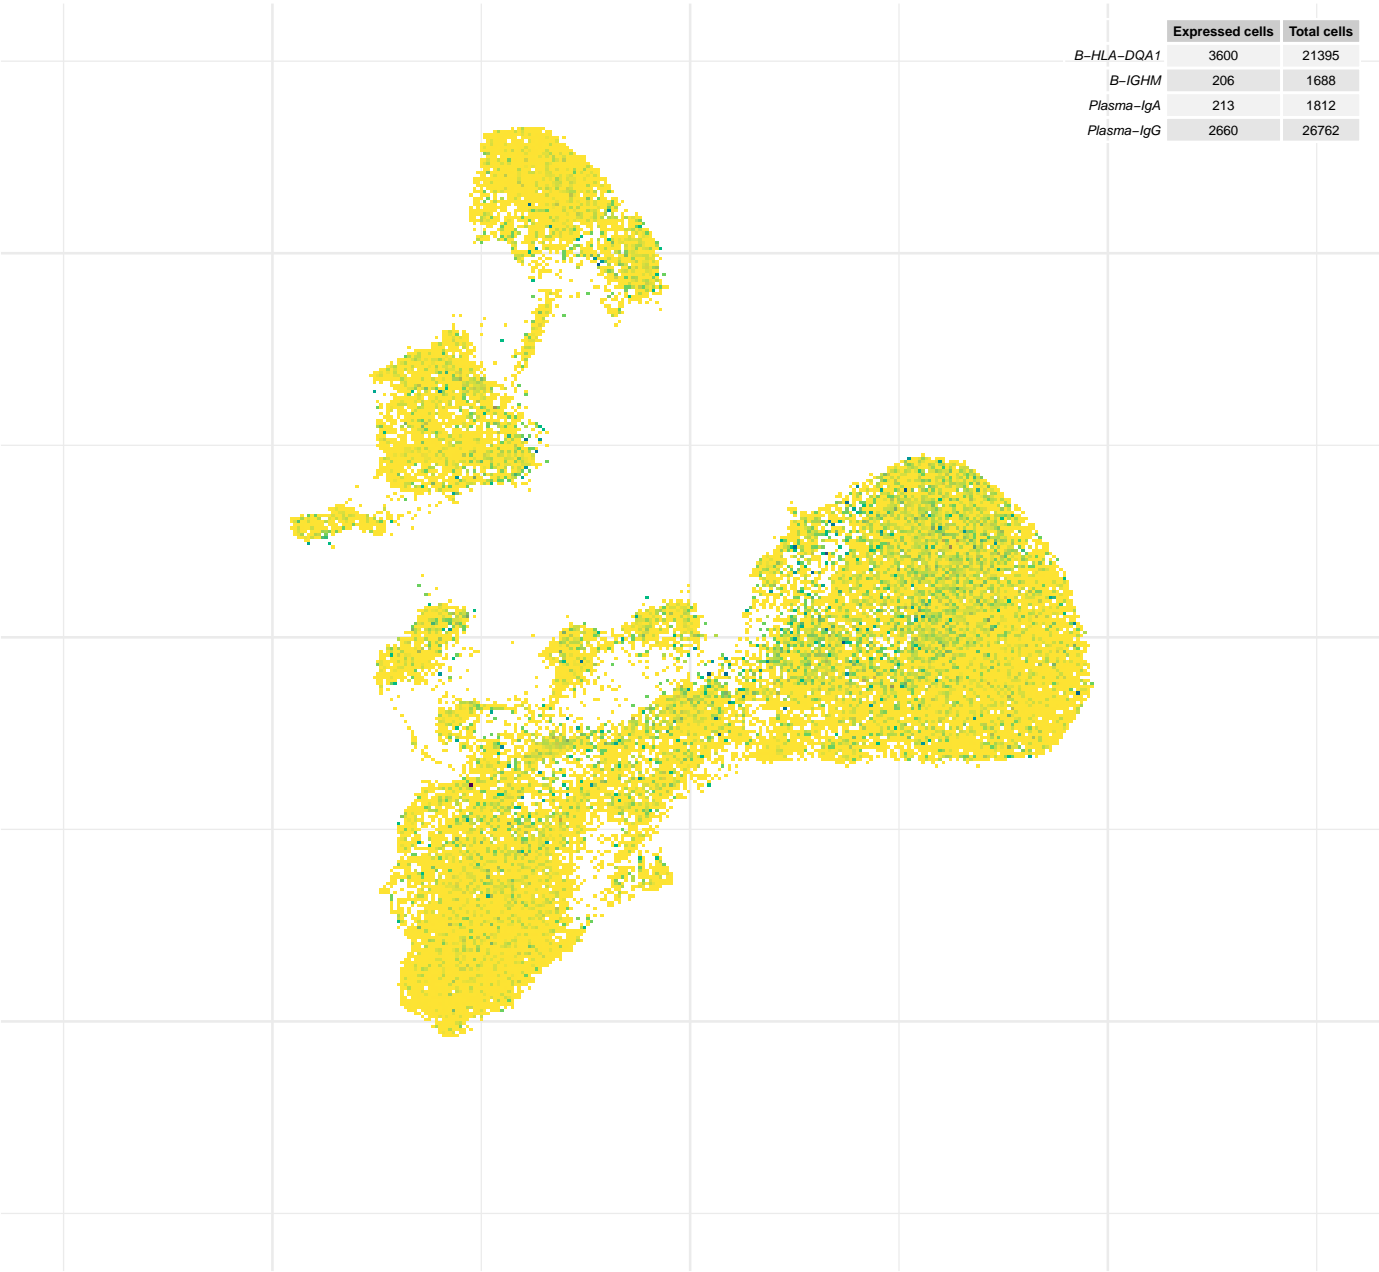 Expressed cells Total cells
B−HLA−DQA1 3600 21395
B−IGHM 206 1688
Plasma−IgA 213 1812
Plasma−IgG 2660 26762